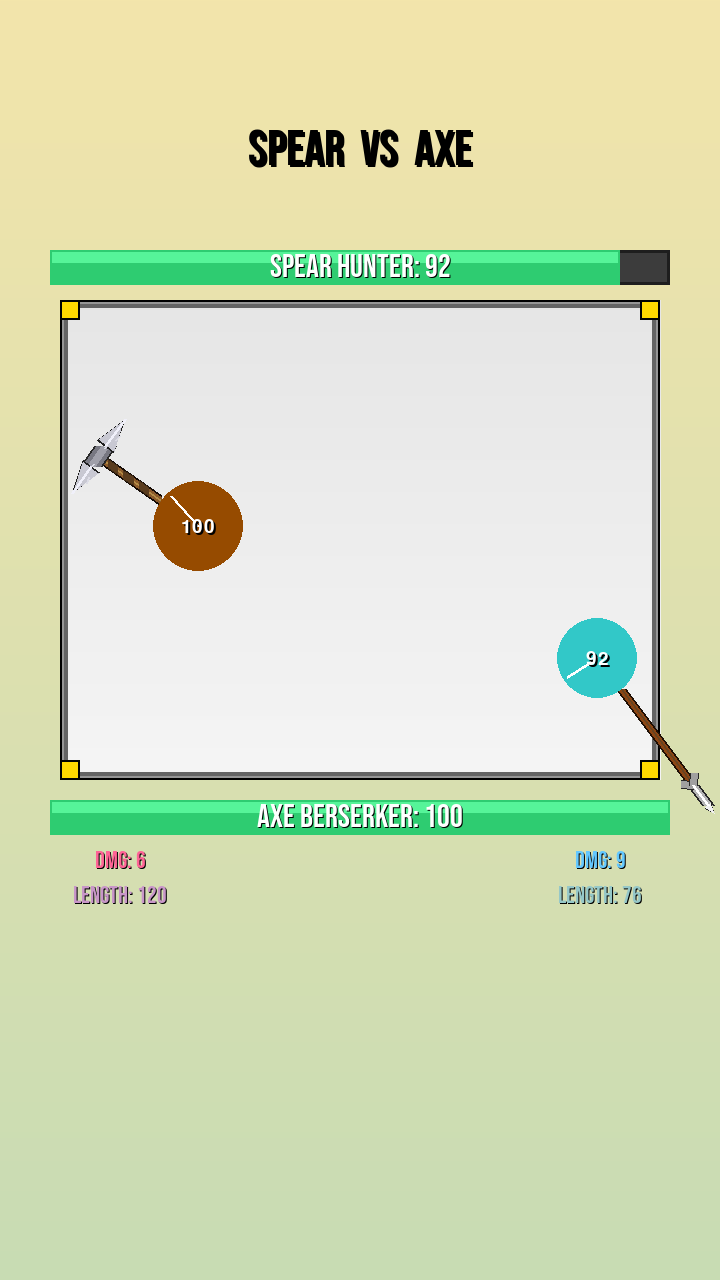 SPEAR VS AXE
SPEAR HUNTER: 92
100
92
AXE BERSERKER: 100
DMG: 6
LENGTH: 120
DMG: 9
LENGTH: 76